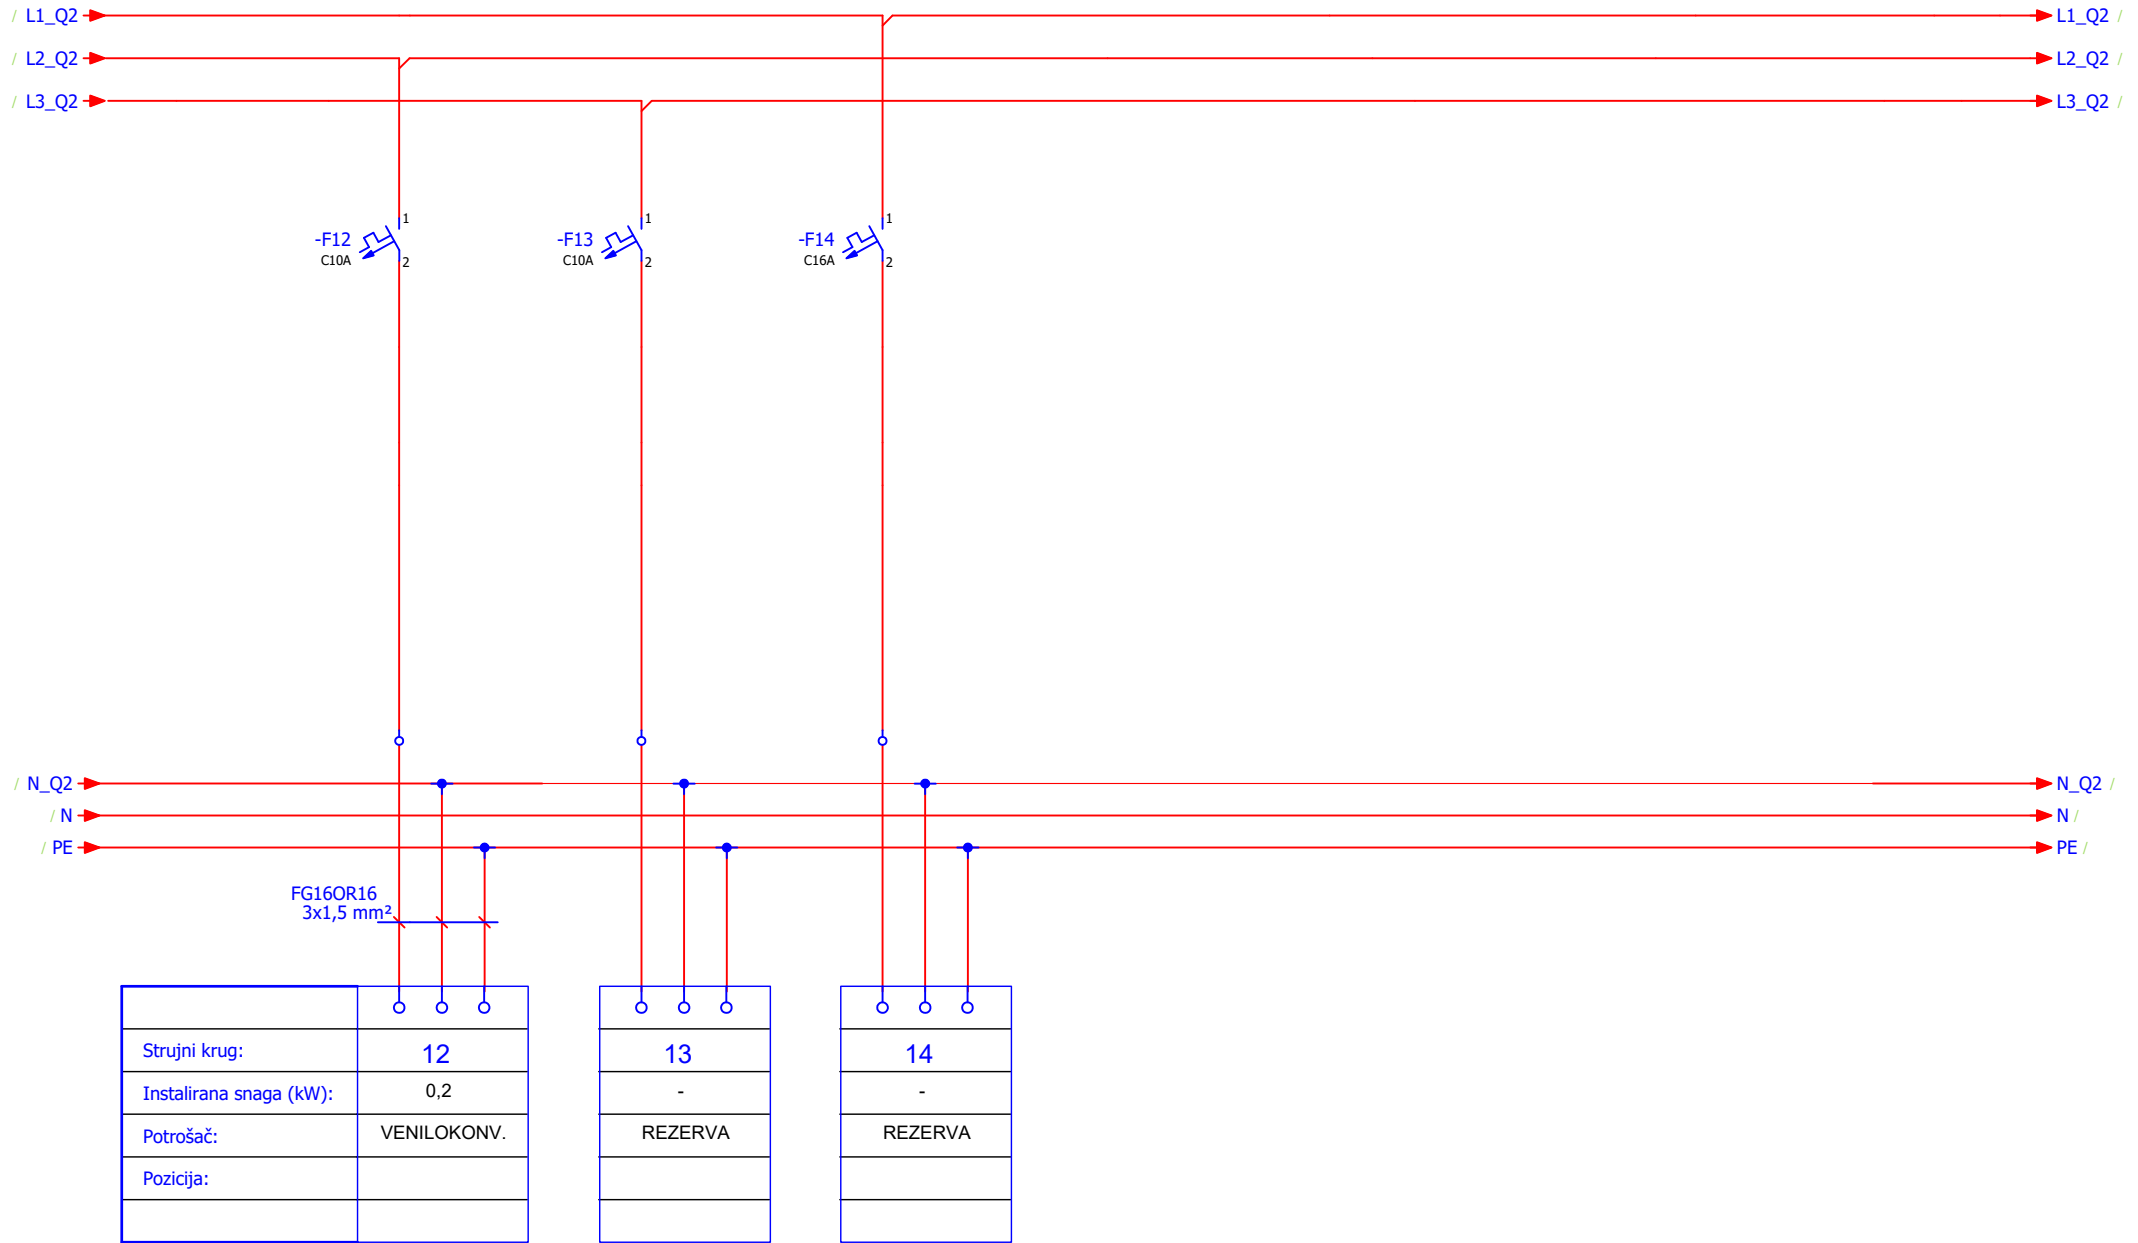 / L1_Q2 L1_Q2 /
/ L2_Q2 L2_Q2 /
/ L3_Q2 L3_Q2 /
1 1 1
-F12 -F13 -F14
C10A C10A C16A
2 2 2
/ N_Q2 N_Q2 /
/ N N /
/ PE PE /
FG16OR16
3x1,5 mm²
Strujni krug: 12 13 14
Instalirana snaga (kW): 0,2 - -
Potrošač: VENILOKONV. REZERVA REZERVA
Pozicija: